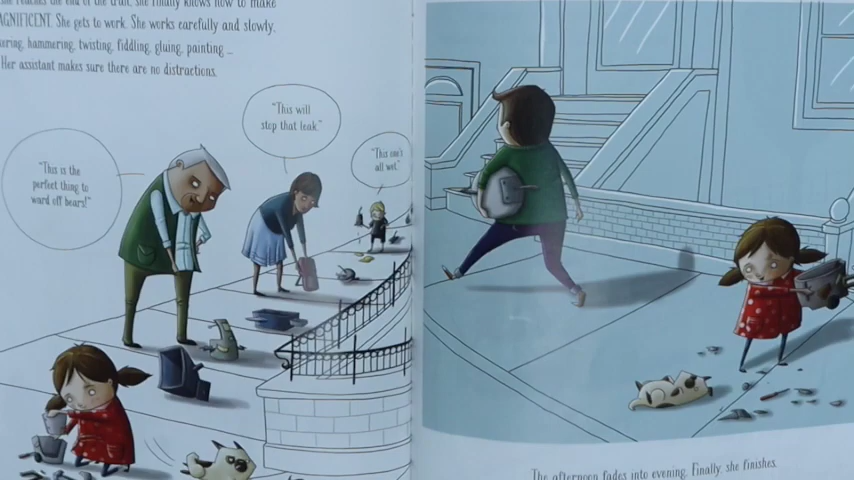 she reaches the end of the trail, she finally knows how to make
MAGNIFICENT. She gets to work. She works carefully and slowly,
hammering, twisting, fiddling, gluing, painting —
Her assistant makes sure there are no distractions.
"This will
stop that leak."
"This one's
all wet."
"This is the
perfect thing to
ward off bears!"
The afternoon fades into evening. Finally, she finishes.